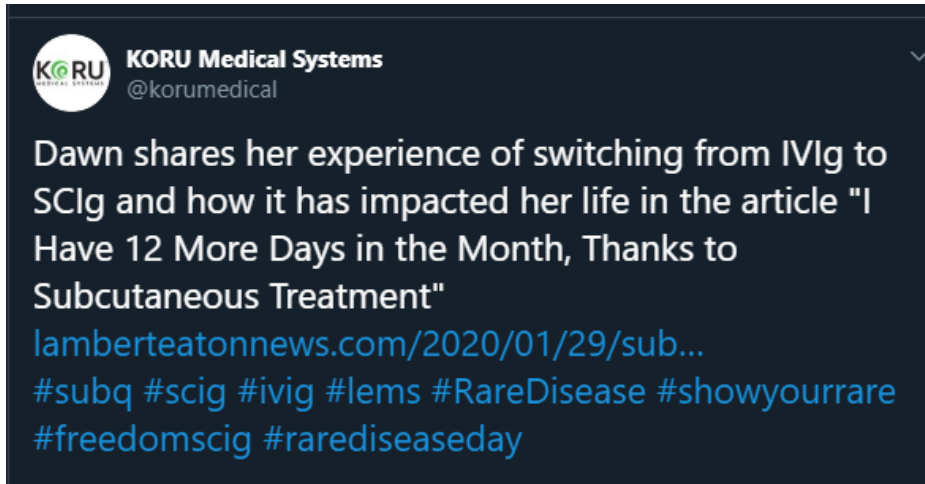 KORU
MEDICAL SYSTEMS
KORU Medical Systems
@korumedical
Dawn shares her experience of switching from IVIg to
SCIg and how it has impacted her life in the article "I
Have 12 More Days in the Month, Thanks to
Subcutaneous Treatment"
lamberteatonnews.com/2020/01/29/sub...
#subq #scig #ivig #lems #RareDisease #showyourrare
#freedomscig #rarediseaseday